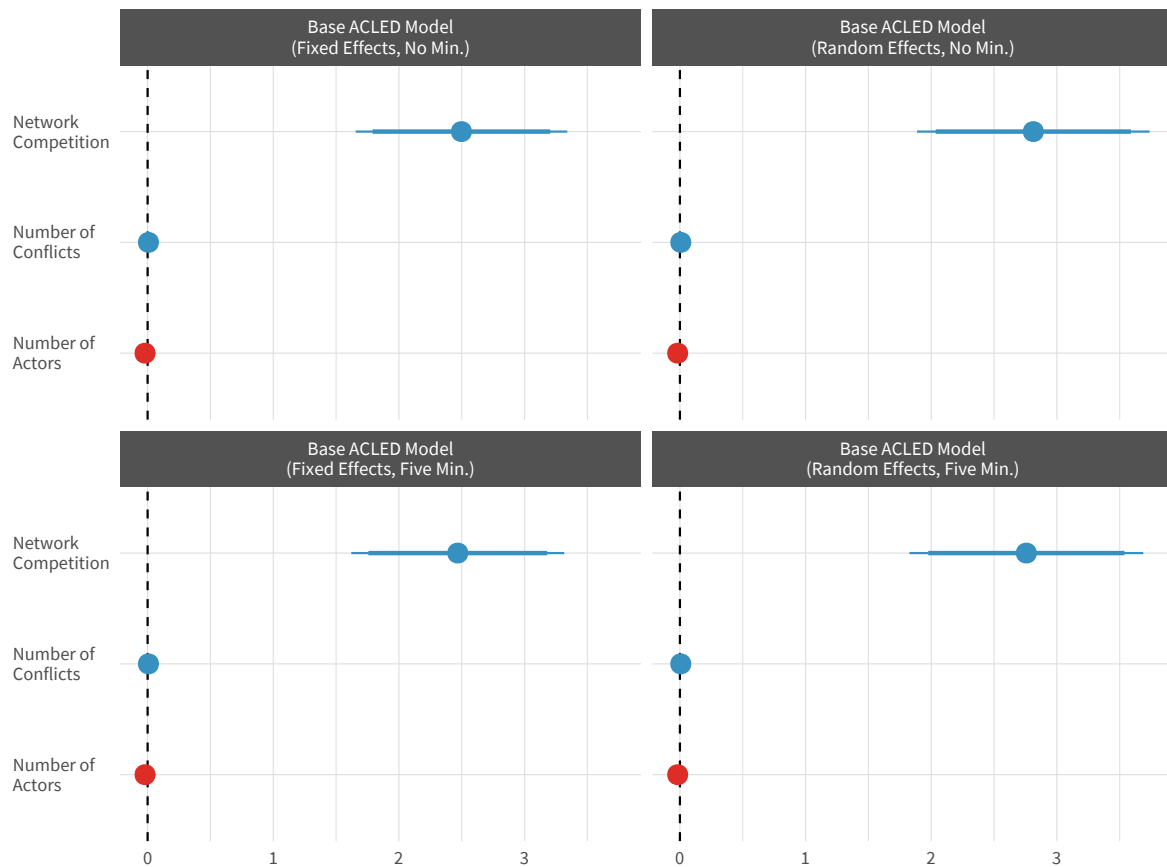 Base ACLED Model
(Fixed Effects, No Min.)
Base ACLED Model
(Random Effects, No Min.)
Network
Competition
Number of
Conflicts
Number of
Actors
Base ACLED Model
(Fixed Effects, Five Min.)
Base ACLED Model
(Random Effects, Five Min.)
Network
Competition
Number of
Conflicts
Number of
Actors
0 1 2 3
0 1 2 3